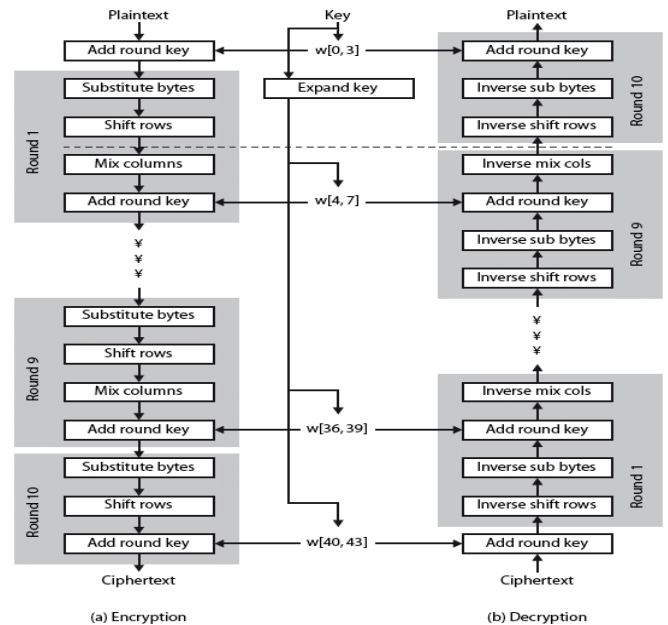 Plaintext
Add round key
Round 1
Substitute bytes
Shift rows
Mix columns
Add round key
¥
¥
¥
Round 9
Substitute bytes
Shift rows
Mix columns
Add round key
Round 10
Substitute bytes
Shift rows
Add round key
Ciphertext
(a) Encryption
Key
w[0, 3]
Expand key
w[4, 7]
w[36, 39]
w[40, 43]
Plaintext
Add round key
Inverse sub bytes
Inverse shift rows
Round 10
Inverse mix cols
Add round key
Inverse sub bytes
Inverse shift rows
Round 9
¥
¥
¥
Inverse mix cols
Add round key
Inverse sub bytes
Inverse shift rows
Round 1
Add round key
Ciphertext
(b) Decryption